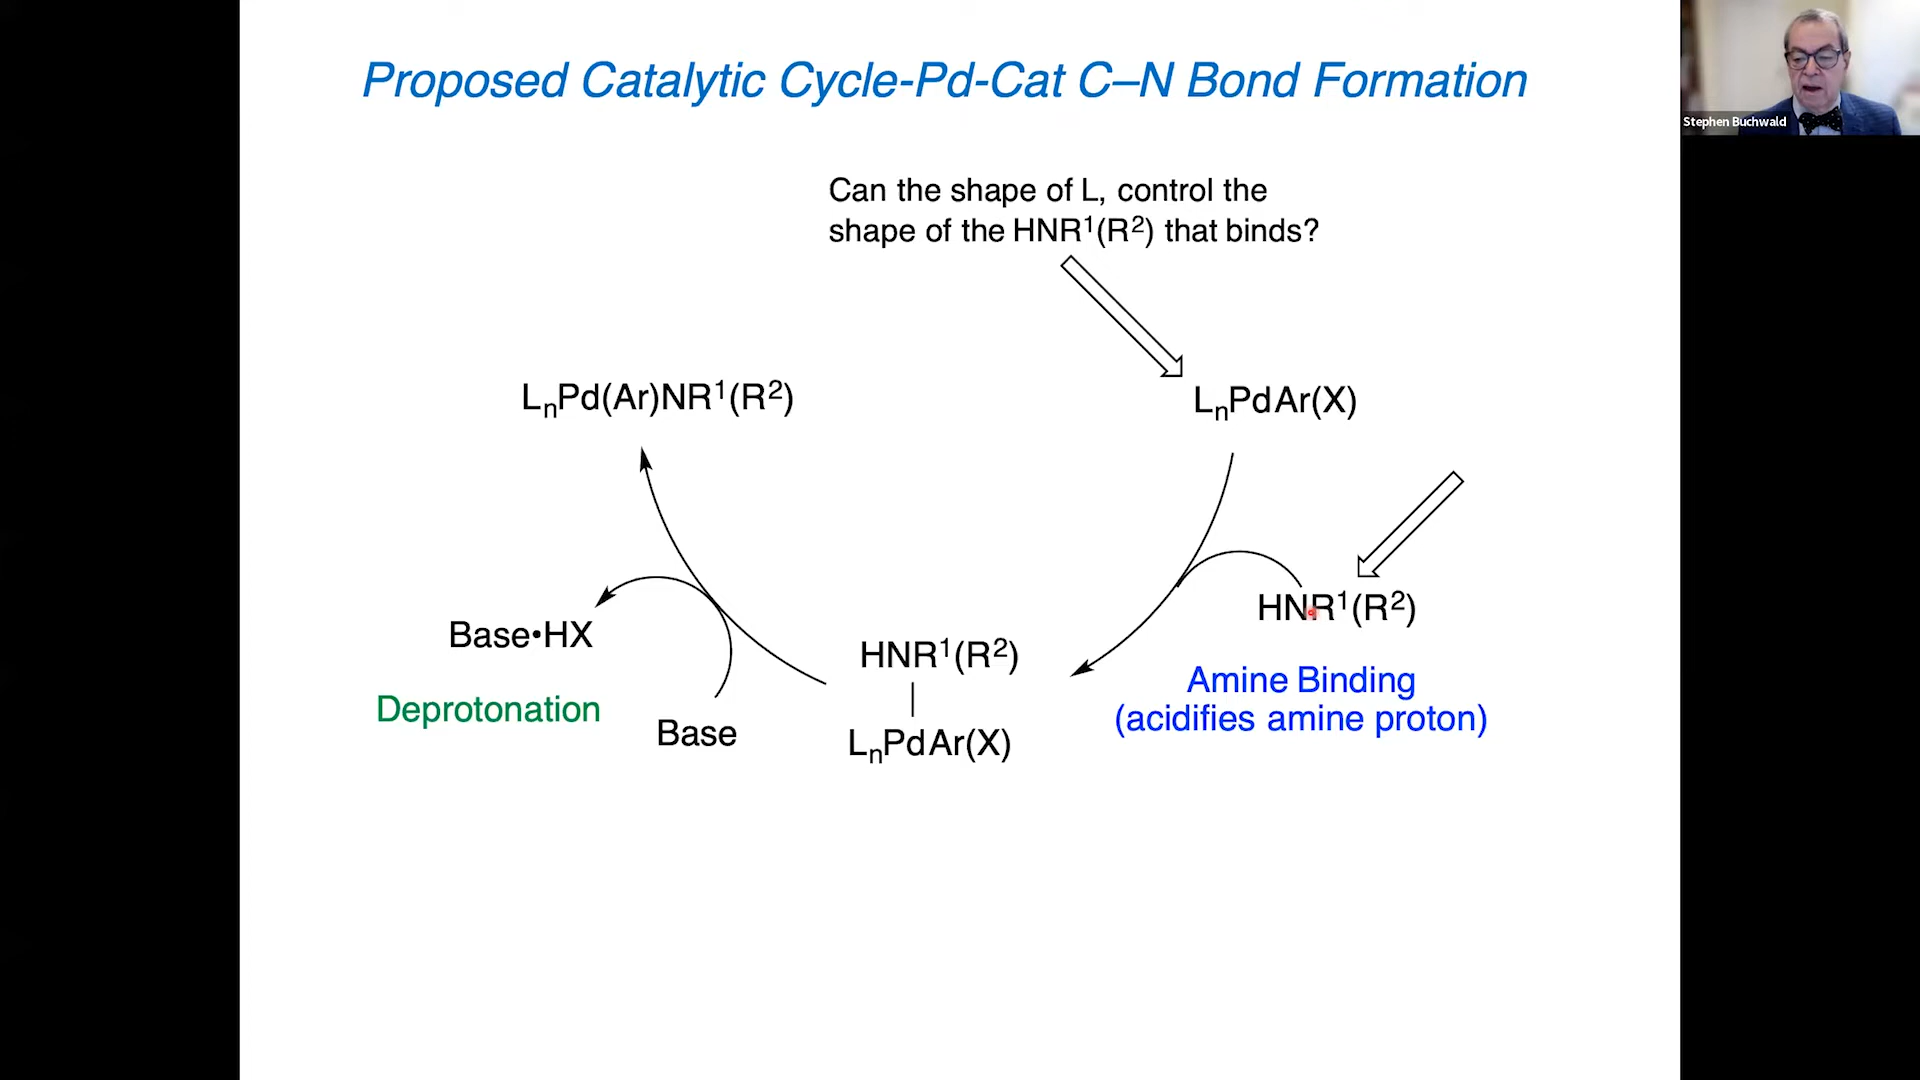 Proposed Catalytic Cycle-Pd-Cat C–N Bond Formation
Stephen Buchwald
Can the shape of L, control the
shape of the HNR¹(R²) that binds?
LₙPd(Ar)NR¹(R²)
LₙPdAr(X)
HNR¹(R²)
Amine Binding
(acidifies amine proton)
Base•HX
Deprotonation
Base
HNR¹(R²)
LₙPdAr(X)